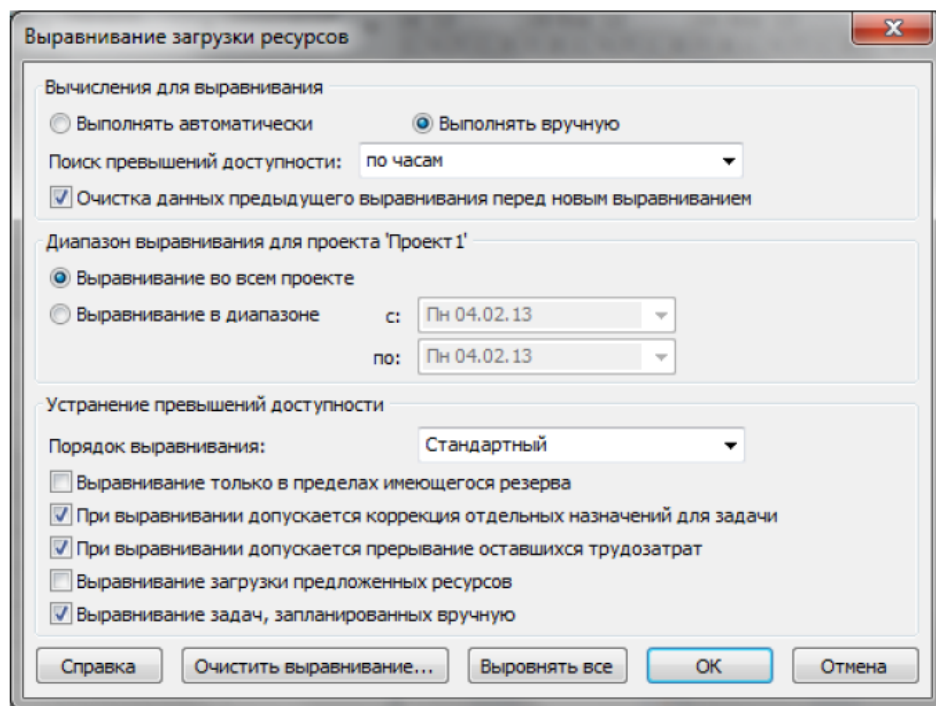 Выравнивание загрузки ресурсов
Вычисления для выравнивания
Выполнять автоматически Выполнять вручную
Поиск превышений доступности: по часам
Очистка данных предыдущего выравнивания перед новым выравниванием
Диапазон выравнивания для проекта 'Проект1'
Выравнивание во всем проекте
Выравнивание в диапазоне с: Пн 04.02.13
по: Пн 04.02.13
Устранение превышений доступности
Порядок выравнивания: Стандартный
Выравнивание только в пределах имеющегося резерва
При выравнивании допускается коррекция отдельных назначений для задачи
При выравнивании допускается прерывание оставшихся трудозатрат
Выравнивание загрузки предложенных ресурсов
Выравнивание задач, запланированных вручную
Справка Очистить выравнивание... Выровнять все ОК Отмена